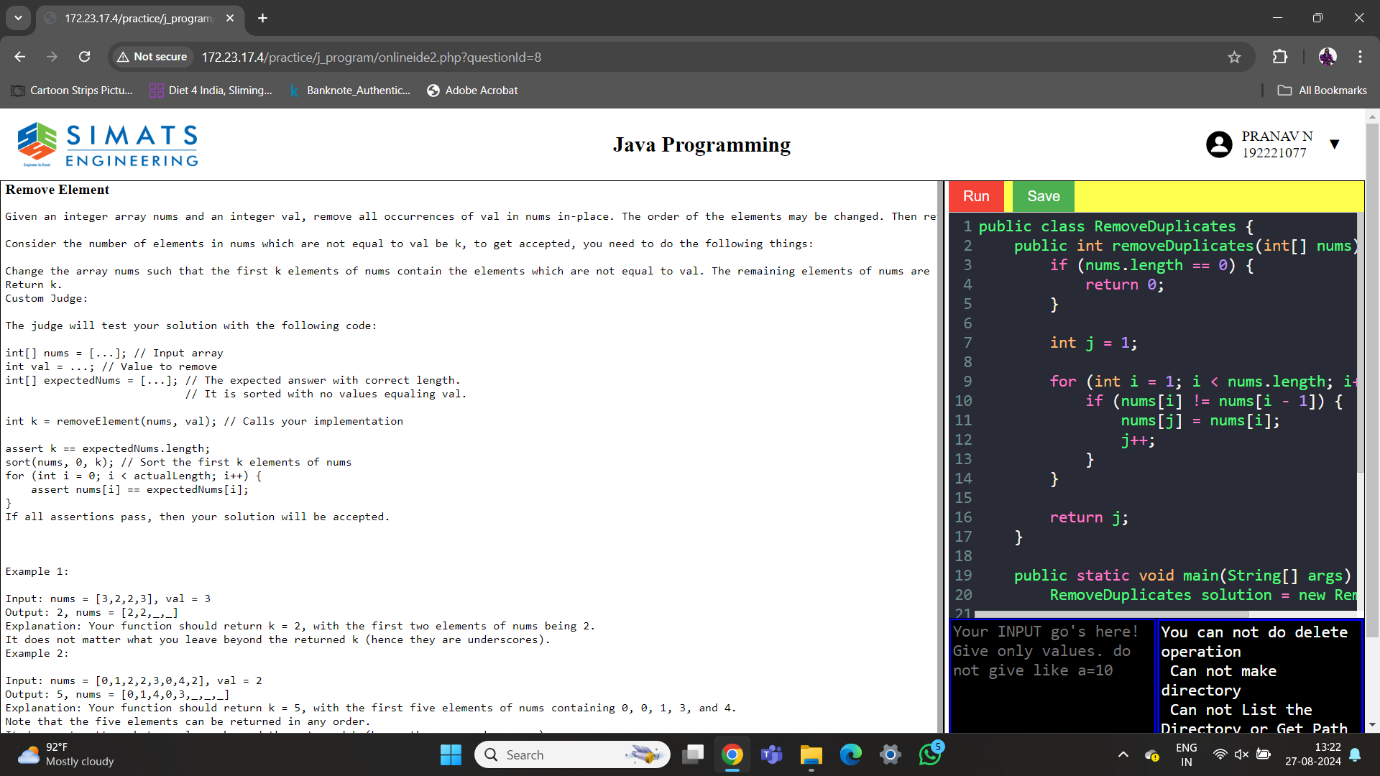 172.23.17.4/practice/j_program
Not secure
172.23.17.4/practice/j_program/onlineide2.php?questionId=8
Cartoon Strips Pictu...
Diet 4 India, Sliming...
Banknote_Authentic...
Adobe Acrobat
All Bookmarks
SIMATS
ENGINEERING
Engineer to Excel
Java Programming
PRANAV N
192221077
Remove Element
Given an integer array nums and an integer val, remove all occurrences of val in nums in-place. The order of the elements may be changed. Then re
Consider the number of elements in nums which are not equal to val be k, to get accepted, you need to do the following things:
Change the array nums such that the first k elements of nums contain the elements which are not equal to val. The remaining elements of nums are
Return k.
Custom Judge:
The judge will test your solution with the following code:
int[] nums = [...]; // Input array
int val = ...; // Value to remove
int[] expectedNums = [...]; // The expected answer with correct length.
// It is sorted with no values equaling val.
int k = removeElement(nums, val); // Calls your implementation
assert k == expectedNums.length;
sort(nums, 0, k); // Sort the first k elements of nums
for (int i = 0; i < actualLength; i++) {
assert nums[i] == expectedNums[i];
}
If all assertions pass, then your solution will be accepted.
Example 1:
Input: nums = [3,2,2,3], val = 3
Output: 2, nums = [2,2,_,_]
Explanation: Your function should return k = 2, with the first two elements of nums being 2.
It does not matter what you leave beyond the returned k (hence they are underscores).
Example 2:
Input: nums = [0,1,2,2,3,0,4,2], val = 2
Output: 5, nums = [0,1,4,0,3,_,_,_]
Explanation: Your function should return k = 5, with the first five elements of nums containing 0, 0, 1, 3, and 4.
Note that the five elements can be returned in any order.
Run
Save
1 public class RemoveDuplicates {
2 public int removeDuplicates(int[] nums)
3 if (nums.length == 0) {
4 return 0;
5 }
6
7 int j = 1;
8
9 for (int i = 1; i < nums.length; i+
10 if (nums[i] != nums[i - 1]) {
11 nums[j] = nums[i];
12 j++;
13 }
14 }
15
16 return j;
17 }
18
19 public static void main(String[] args)
20 RemoveDuplicates solution = new Rem
21
Your INPUT go's here!
Give only values. do
not give like a=10
You can not do delete
operation
Can not make
directory
Can not List the
Directory or Get Path
92°F
Mostly cloudy
Search
5
ENG
IN
13:22
27-08-2024